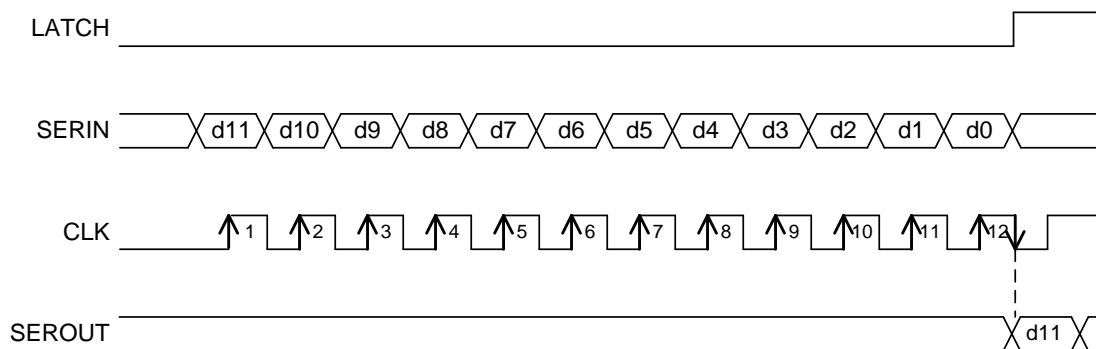 LATCH
SERIN d11 d10 d9 d8 d7 d6 d5 d4 d3 d2 d1 d0
CLK 1 2 3 4 5 6 7 8 9 10 11 12
SEROUT d11